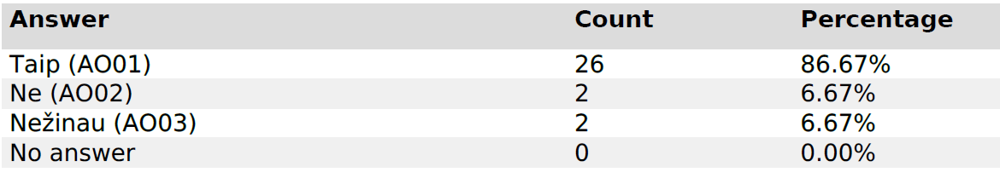 Answer Count Percentage
Taip (AO01) 26 86.67%
Ne (AO02) 2 6.67%
Nežinau (AO03) 2 6.67%
No answer 0 0.00%